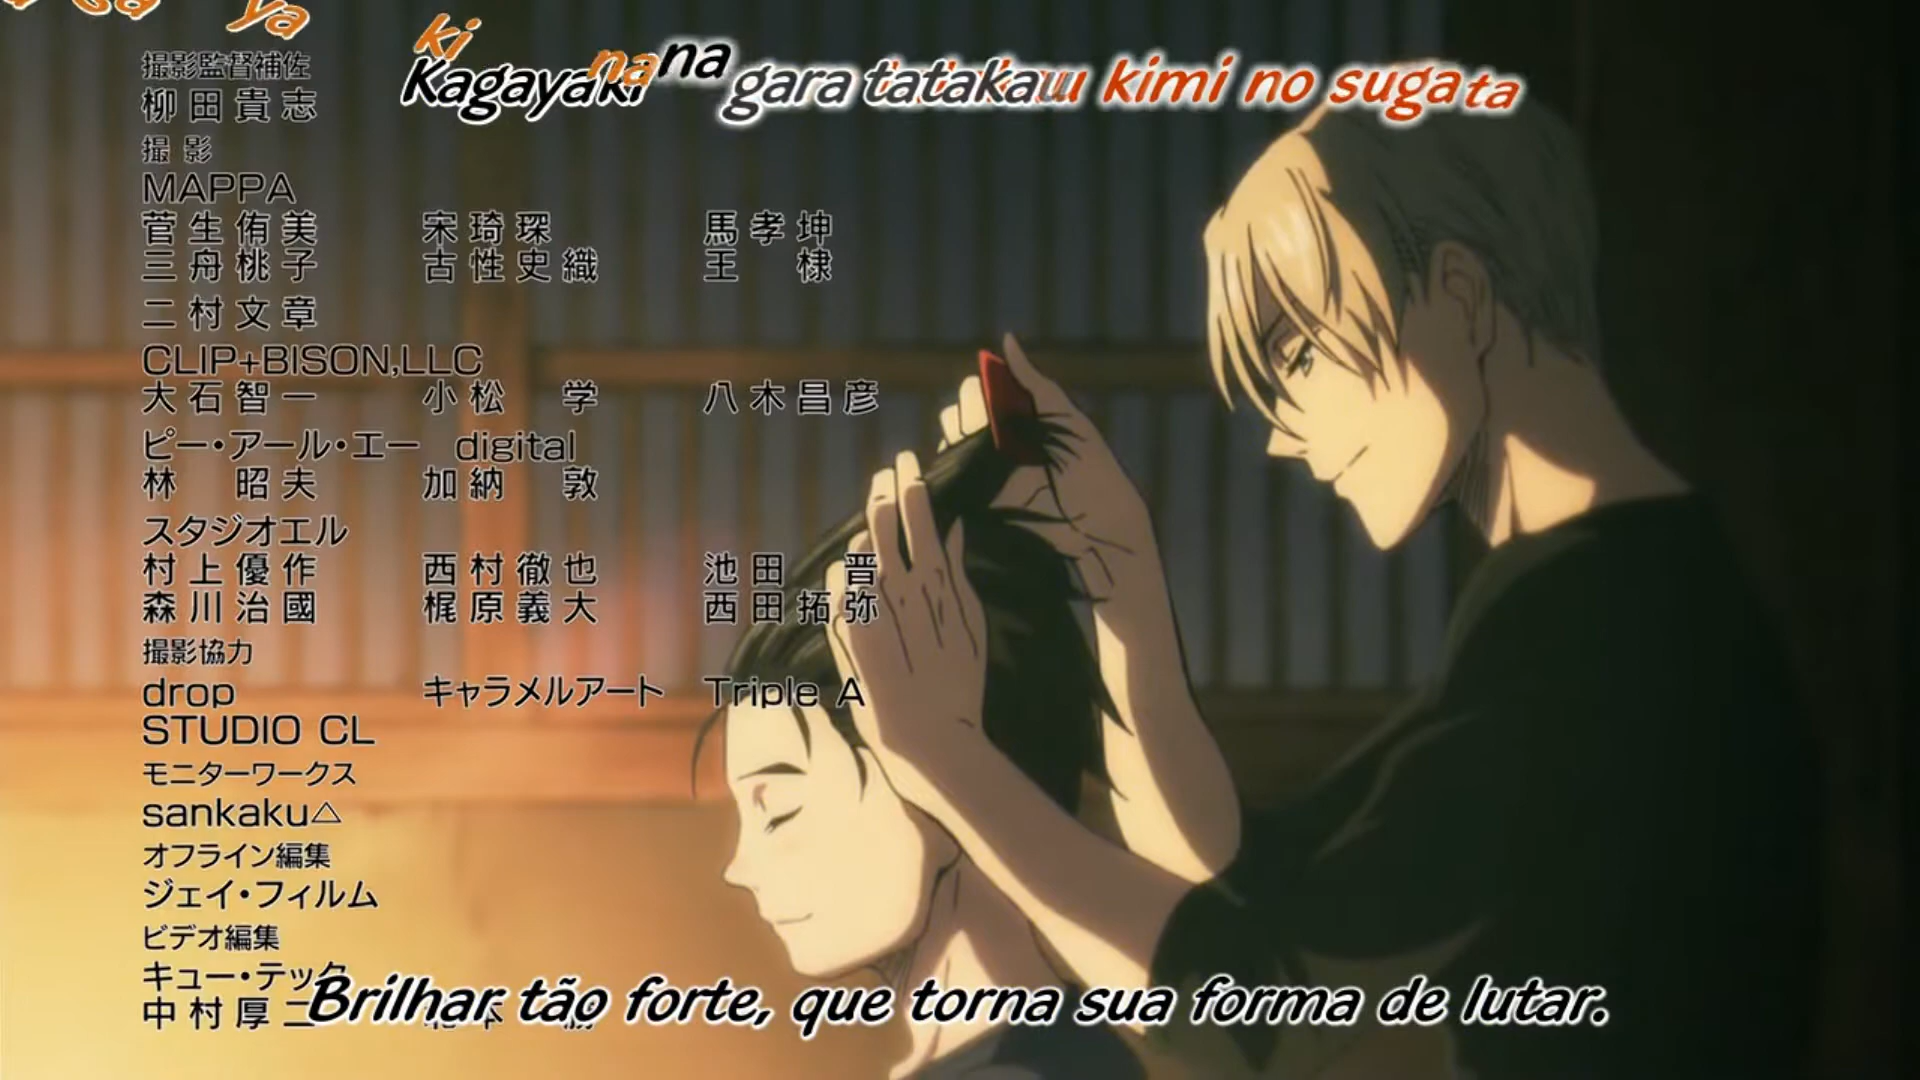 Kagayaki nagara tatakau kimi no sugata
撮影監督補佐
柳田貴志
撮影
MAPPA
菅生侑美 宋琦琛 馬孝坤
三舟桃子 古性史織 王棣
二村文章
CLIP+BISON,LLC
大石智一 小松学 八木昌彦
ピー・アール・エー digital
林昭夫 加納敦
スタジオエル
村上優作 西村徹也 池田晋
森川治國 梶原義大 西田拓弥
撮影協力
drop キャラメルアート Triple A
STUDIO CL
モニターワークス
sankaku△
オフライン編集
ジェイ・フィルム
ビデオ編集
キュー・テック
中村厚二
Brilhar tão forte, que torna sua forma de lutar.